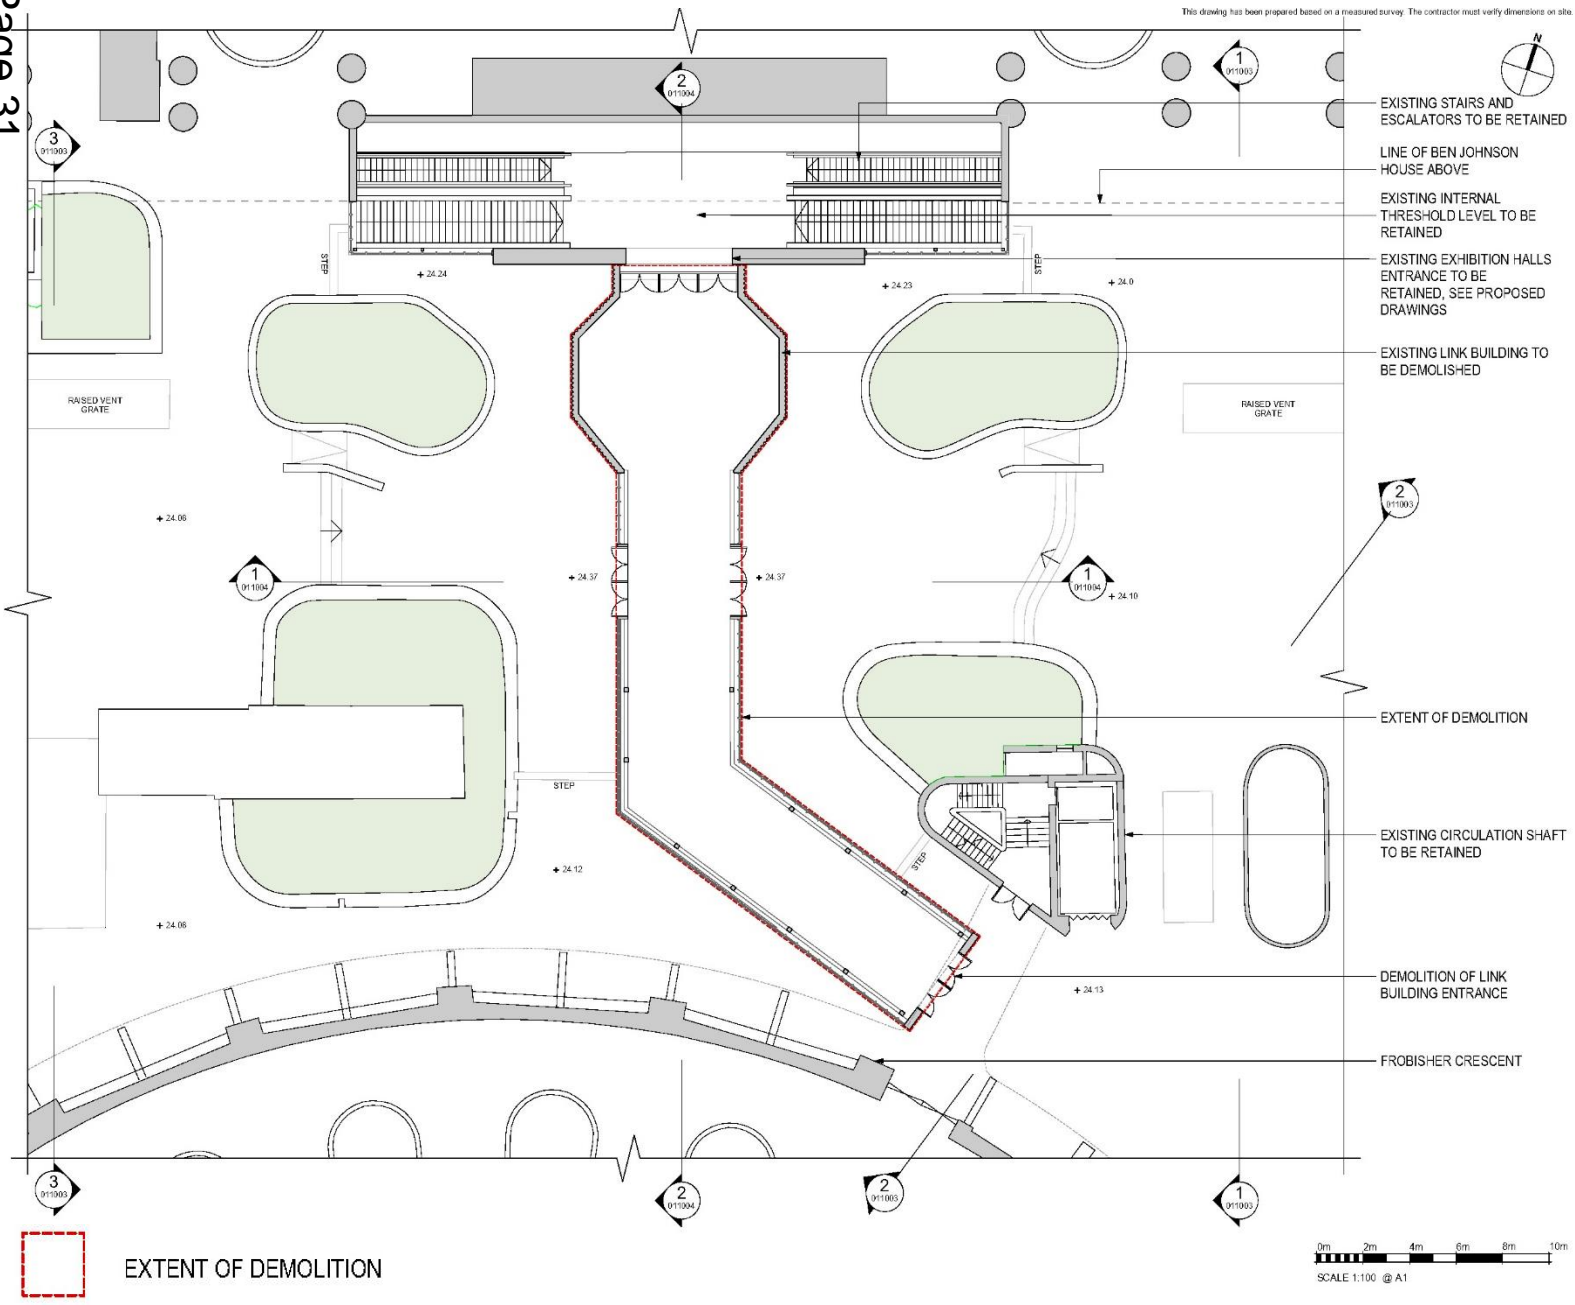 Page 31
This drawing has been prepared based on a measured survey. The contractor must verify dimensions on site.
N
1
011003
2
011004
3
011003
EXISTING STAIRS AND
ESCALATORS TO BE RETAINED
LINE OF BEN JOHNSON
HOUSE ABOVE
EXISTING INTERNAL
THRESHOLD LEVEL TO BE
RETAINED
EXISTING EXHIBITION HALLS
ENTRANCE TO BE
RETAINED, SEE PROPOSED
DRAWINGS
EXISTING LINK BUILDING TO
BE DEMOLISHED
STEP
+ 24.24
+ 24.23
STEP
+ 24.0
RAISED VENT
GRATE
RAISED VENT
GRATE
2
011003
+ 24.06
1
011004
+ 24.37
+ 24.37
1
011004
+ 24.10
EXTENT OF DEMOLITION
STEP
EXISTING CIRCULATION SHAFT
TO BE RETAINED
STEP
+ 24.12
+ 24.06
DEMOLITION OF LINK
BUILDING ENTRANCE
+ 24.13
FROBISHER CRESCENT
3
011003
2
011004
2
011003
1
011003
EXTENT OF DEMOLITION
0m 2m 4m 6m 8m 10m
SCALE 1:100 @ A1